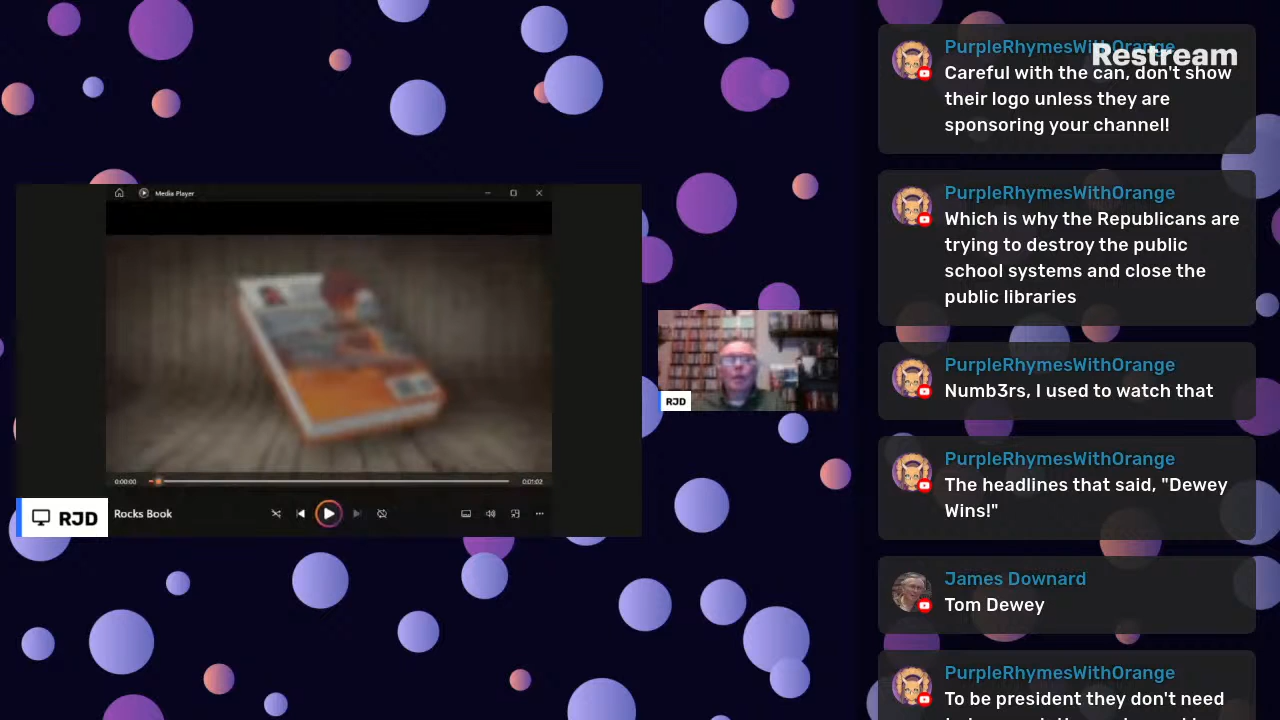 Media Player
0:00:00
0:01:02
Rocks Book
RJD
RJD
Restream
PurpleRhymesWithOrange
Careful with the can, don't show
their logo unless they are
sponsoring your channel!
PurpleRhymesWithOrange
Which is why the Republicans are
trying to destroy the public
school systems and close the
public libraries
PurpleRhymesWithOrange
Numb3rs, I used to watch that
PurpleRhymesWithOrange
The headlines that said, "Dewey
Wins!"
James Downard
Tom Dewey
PurpleRhymesWithOrange
To be president they don't need